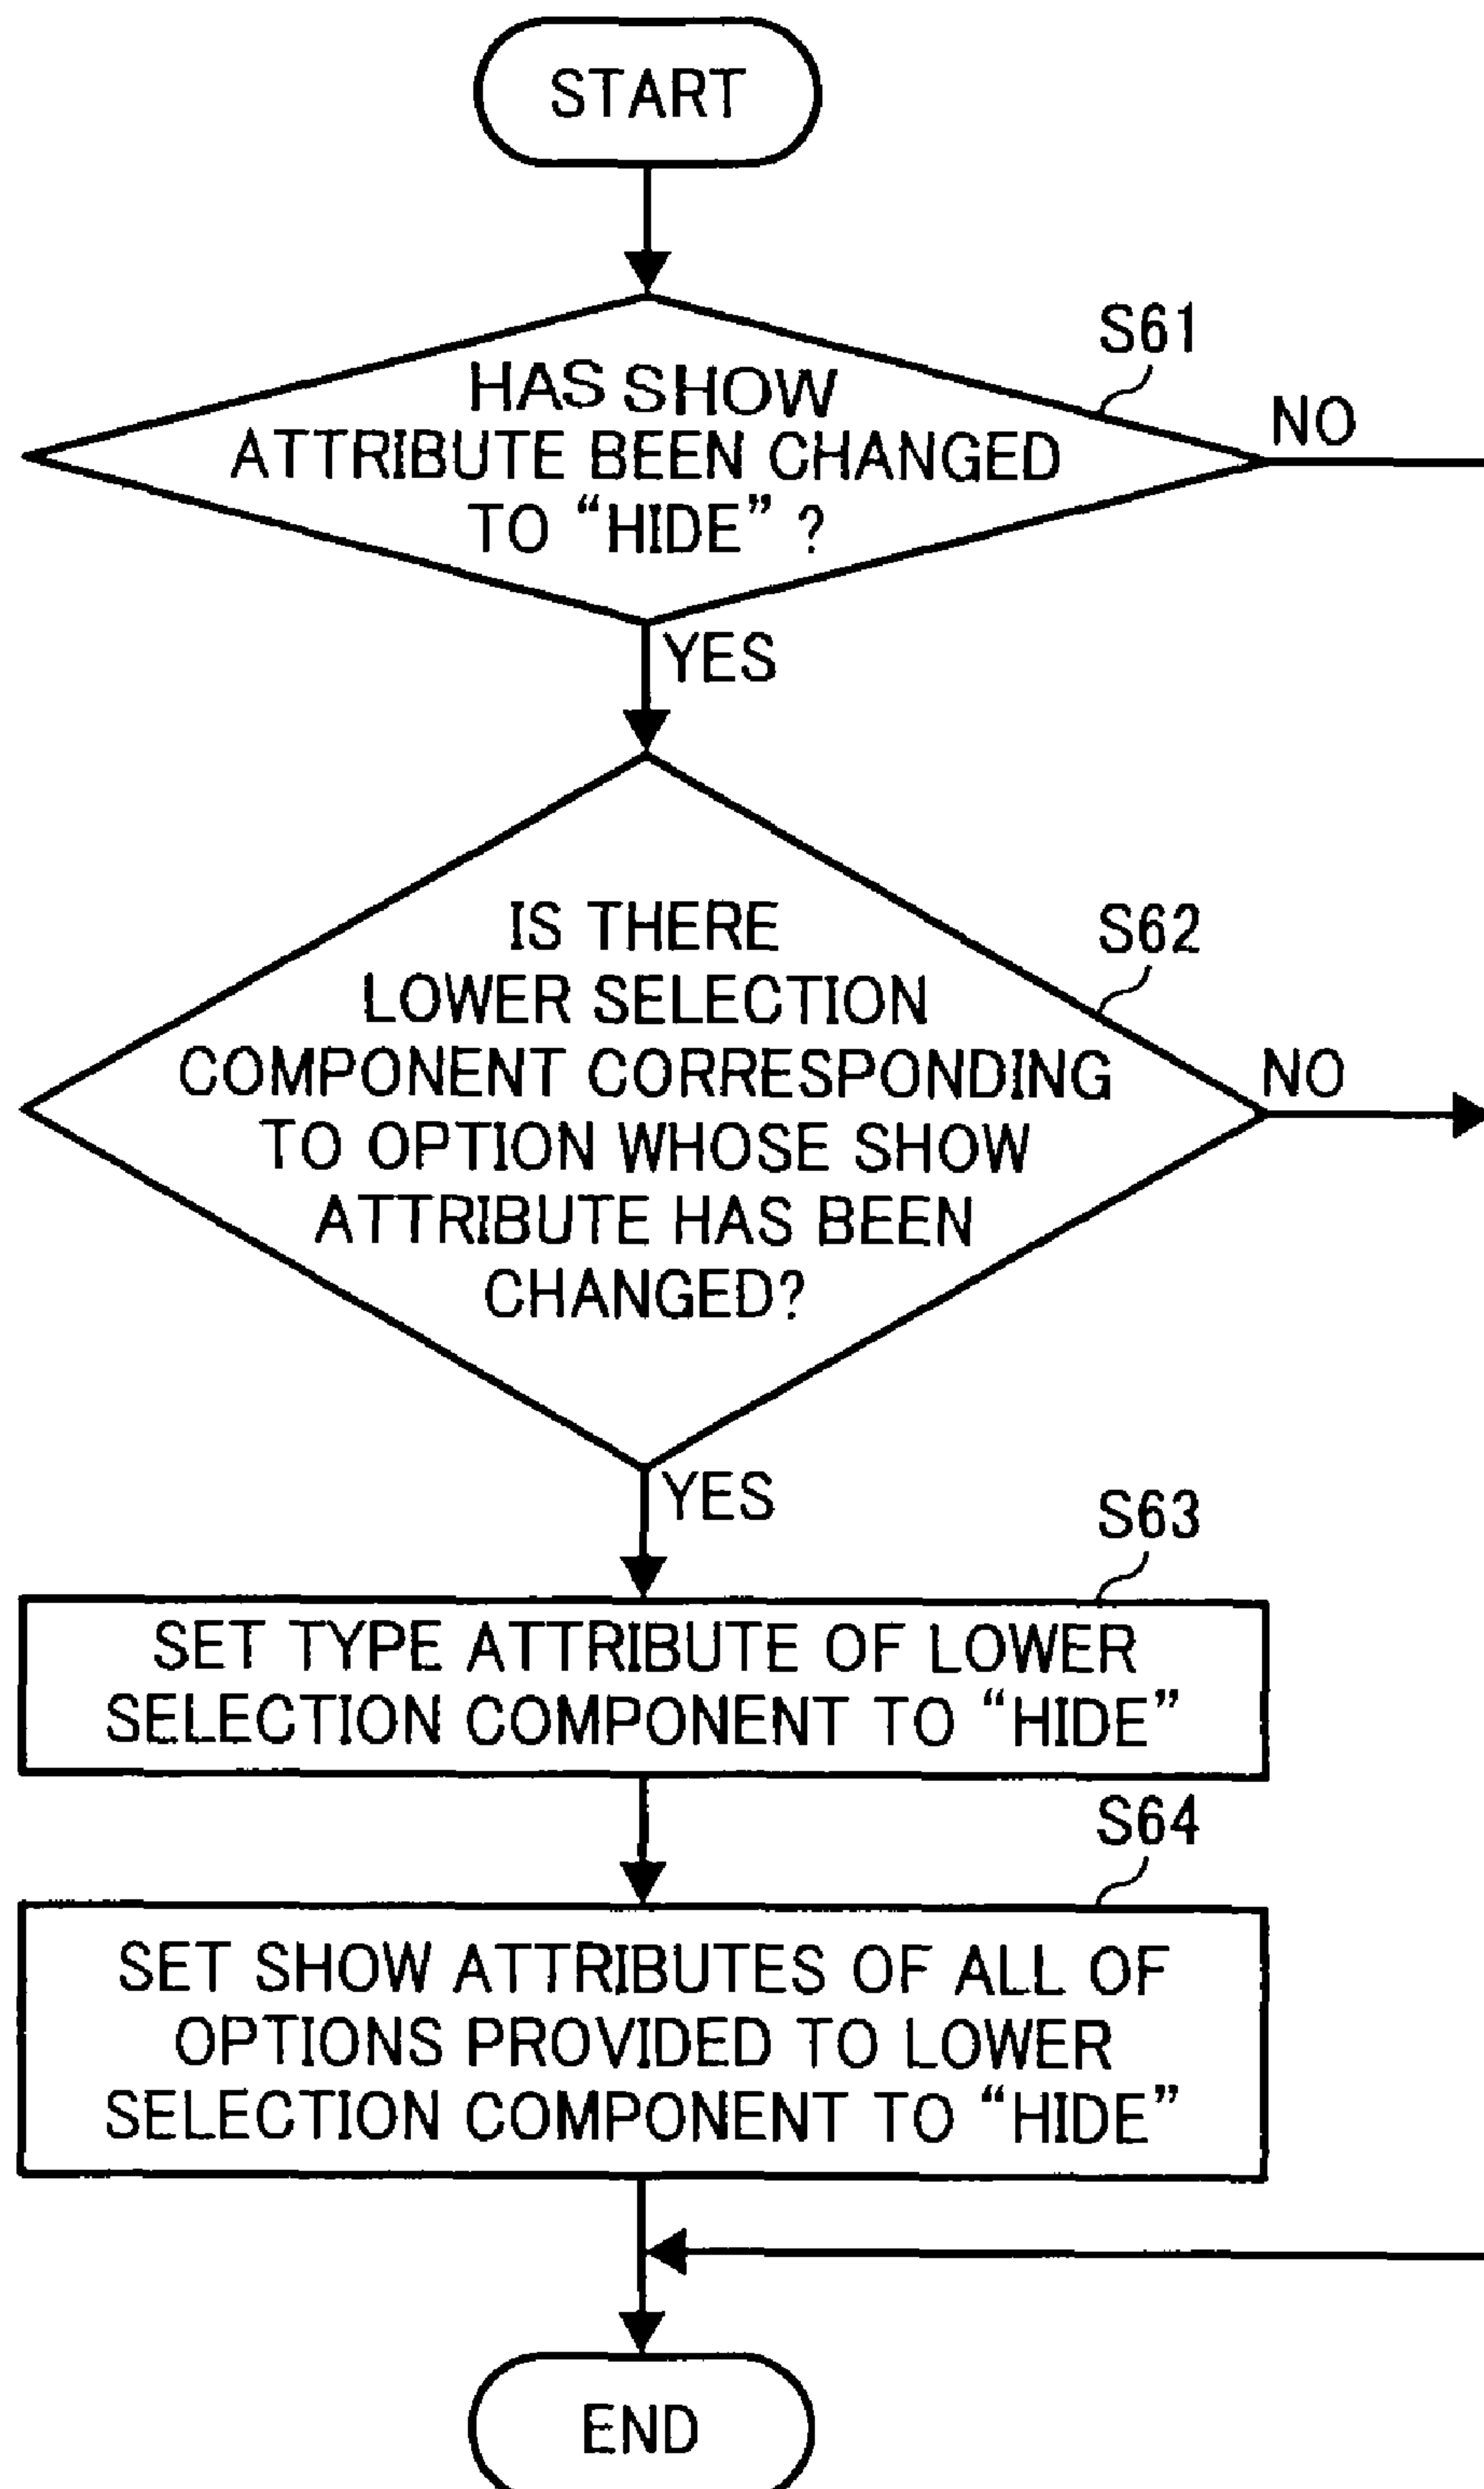 START
S61
HAS SHOW
ATTRIBUTE BEEN CHANGED
TO “HIDE” ?
NO
YES
S62
IS THERE
LOWER SELECTION
COMPONENT CORRESPONDING
TO OPTION WHOSE SHOW
ATTRIBUTE HAS BEEN
CHANGED?
NO
YES
S63
SET TYPE ATTRIBUTE OF LOWER
SELECTION COMPONENT TO “HIDE”
S64
SET SHOW ATTRIBUTES OF ALL OF
OPTIONS PROVIDED TO LOWER
SELECTION COMPONENT TO “HIDE”
END